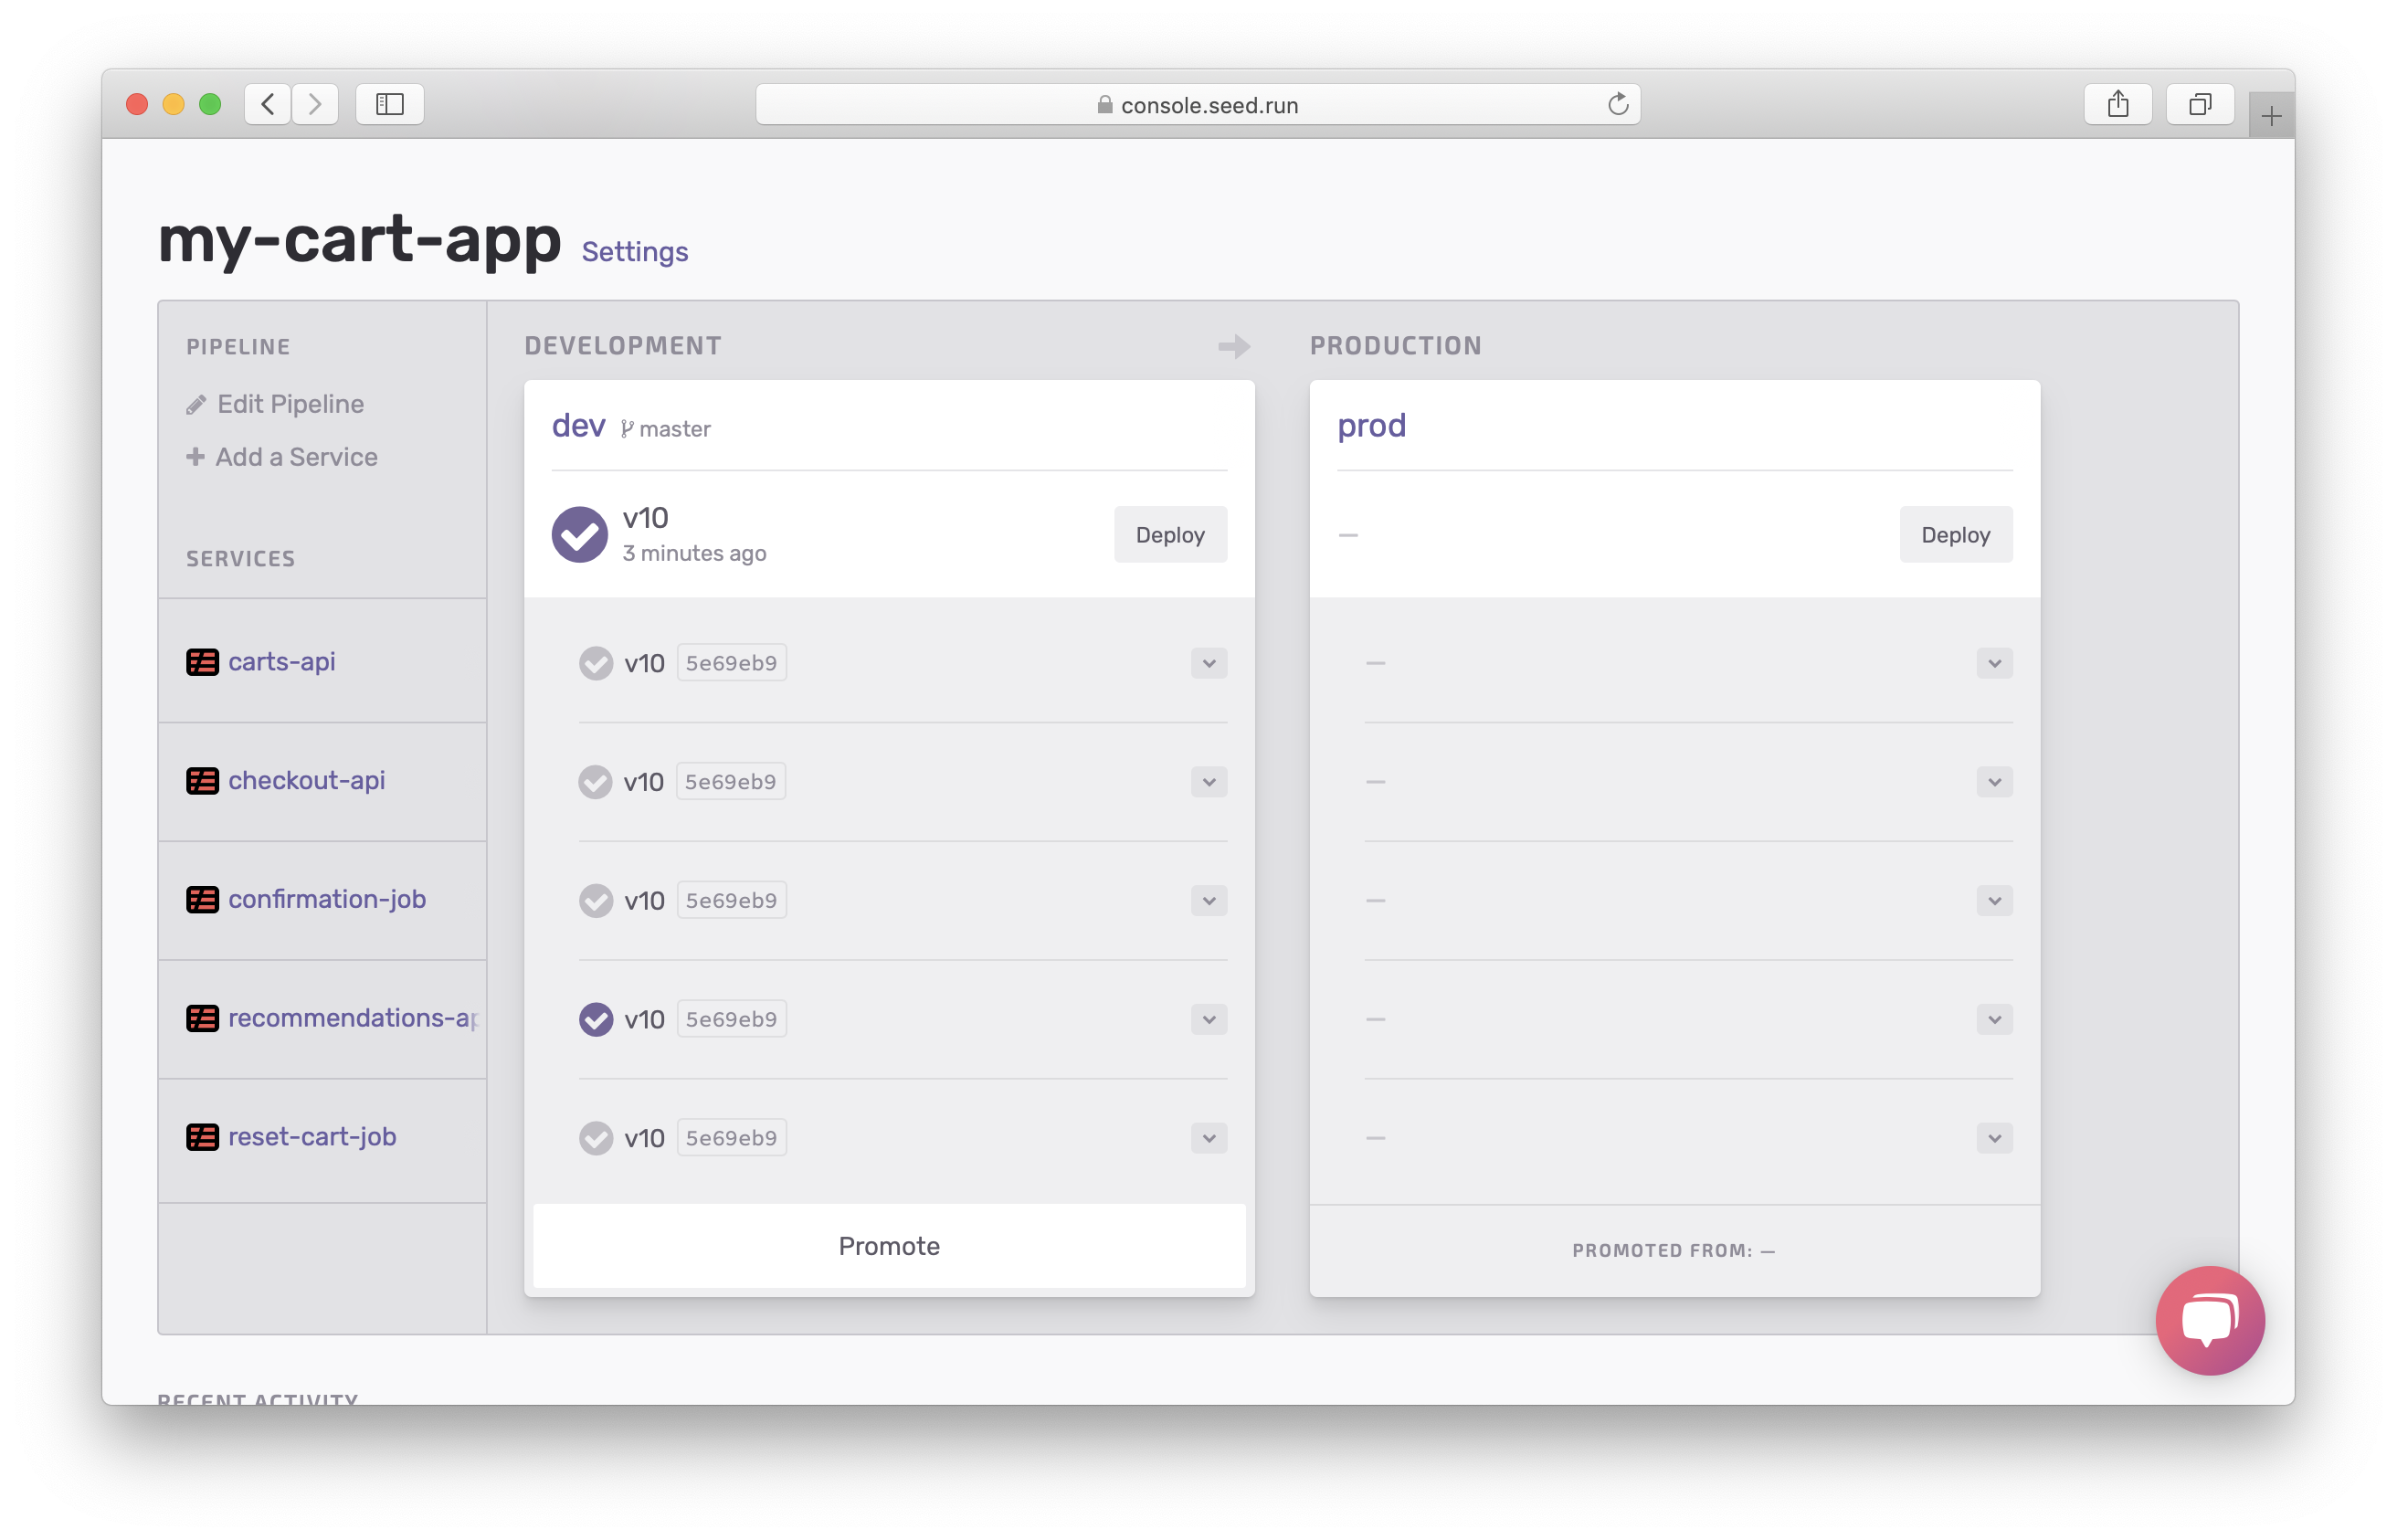 console.seed.run
my-cart-app Settings
PIPELINE
Edit Pipeline
Add a Service
SERVICES
carts-api
checkout-api
confirmation-job
recommendations-ap
reset-cart-job
DEVELOPMENT
dev master
v10
3 minutes ago
Deploy
v10 5e69eb9
v10 5e69eb9
v10 5e69eb9
v10 5e69eb9
v10 5e69eb9
Promote
PRODUCTION
prod
—
Deploy
—
—
—
—
—
PROMOTED FROM: —
RECENT ACTIVITY